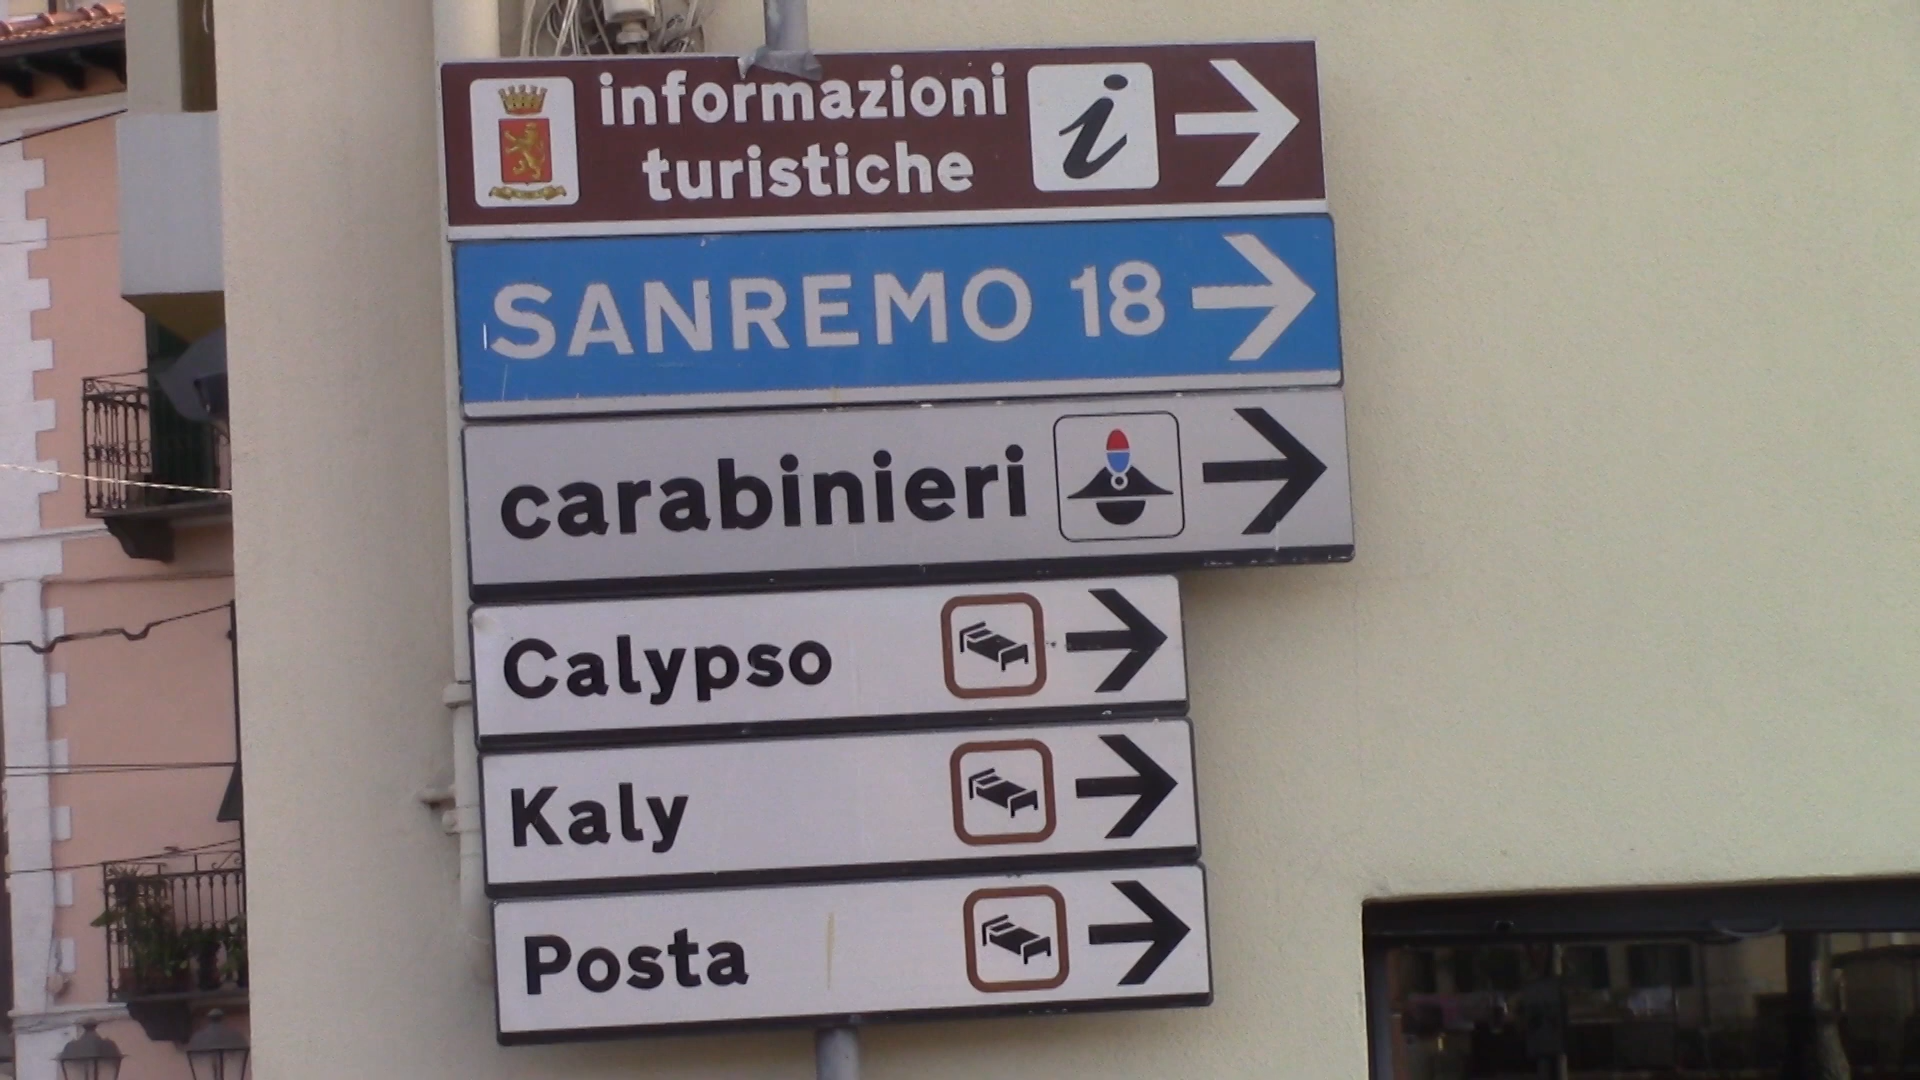 informazioni
turistiche
i
SANREMO 18
carabinieri
Calypso
Kaly
Posta